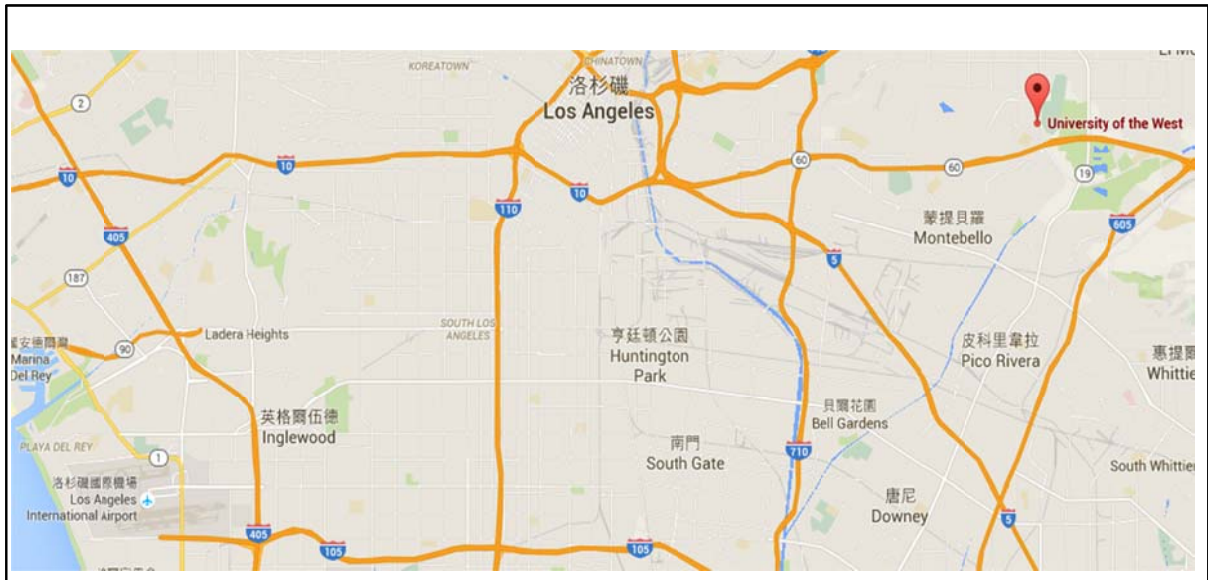 KOREATOWN
CHINATOWN
洛杉磯
Los Angeles
2
University of the West
10
10
10
60
60
19
110
405
605
蒙提貝羅
Montebello
5
187
Ladera Heights
SOUTH LOS
ANGELES
90
Marina
Del Rey
亨廷頓公園
Huntington
Park
皮科里韋拉
Pico Rivera
惠提爾
Whittie
英格爾伍德
Inglewood
貝爾花園
Bell Gardens
PLAYA DEL REY
1
南門
South Gate
710
South Whittier
洛杉磯國際機場
Los Angeles
International Airport
唐尼
Downey
5
405
105
105